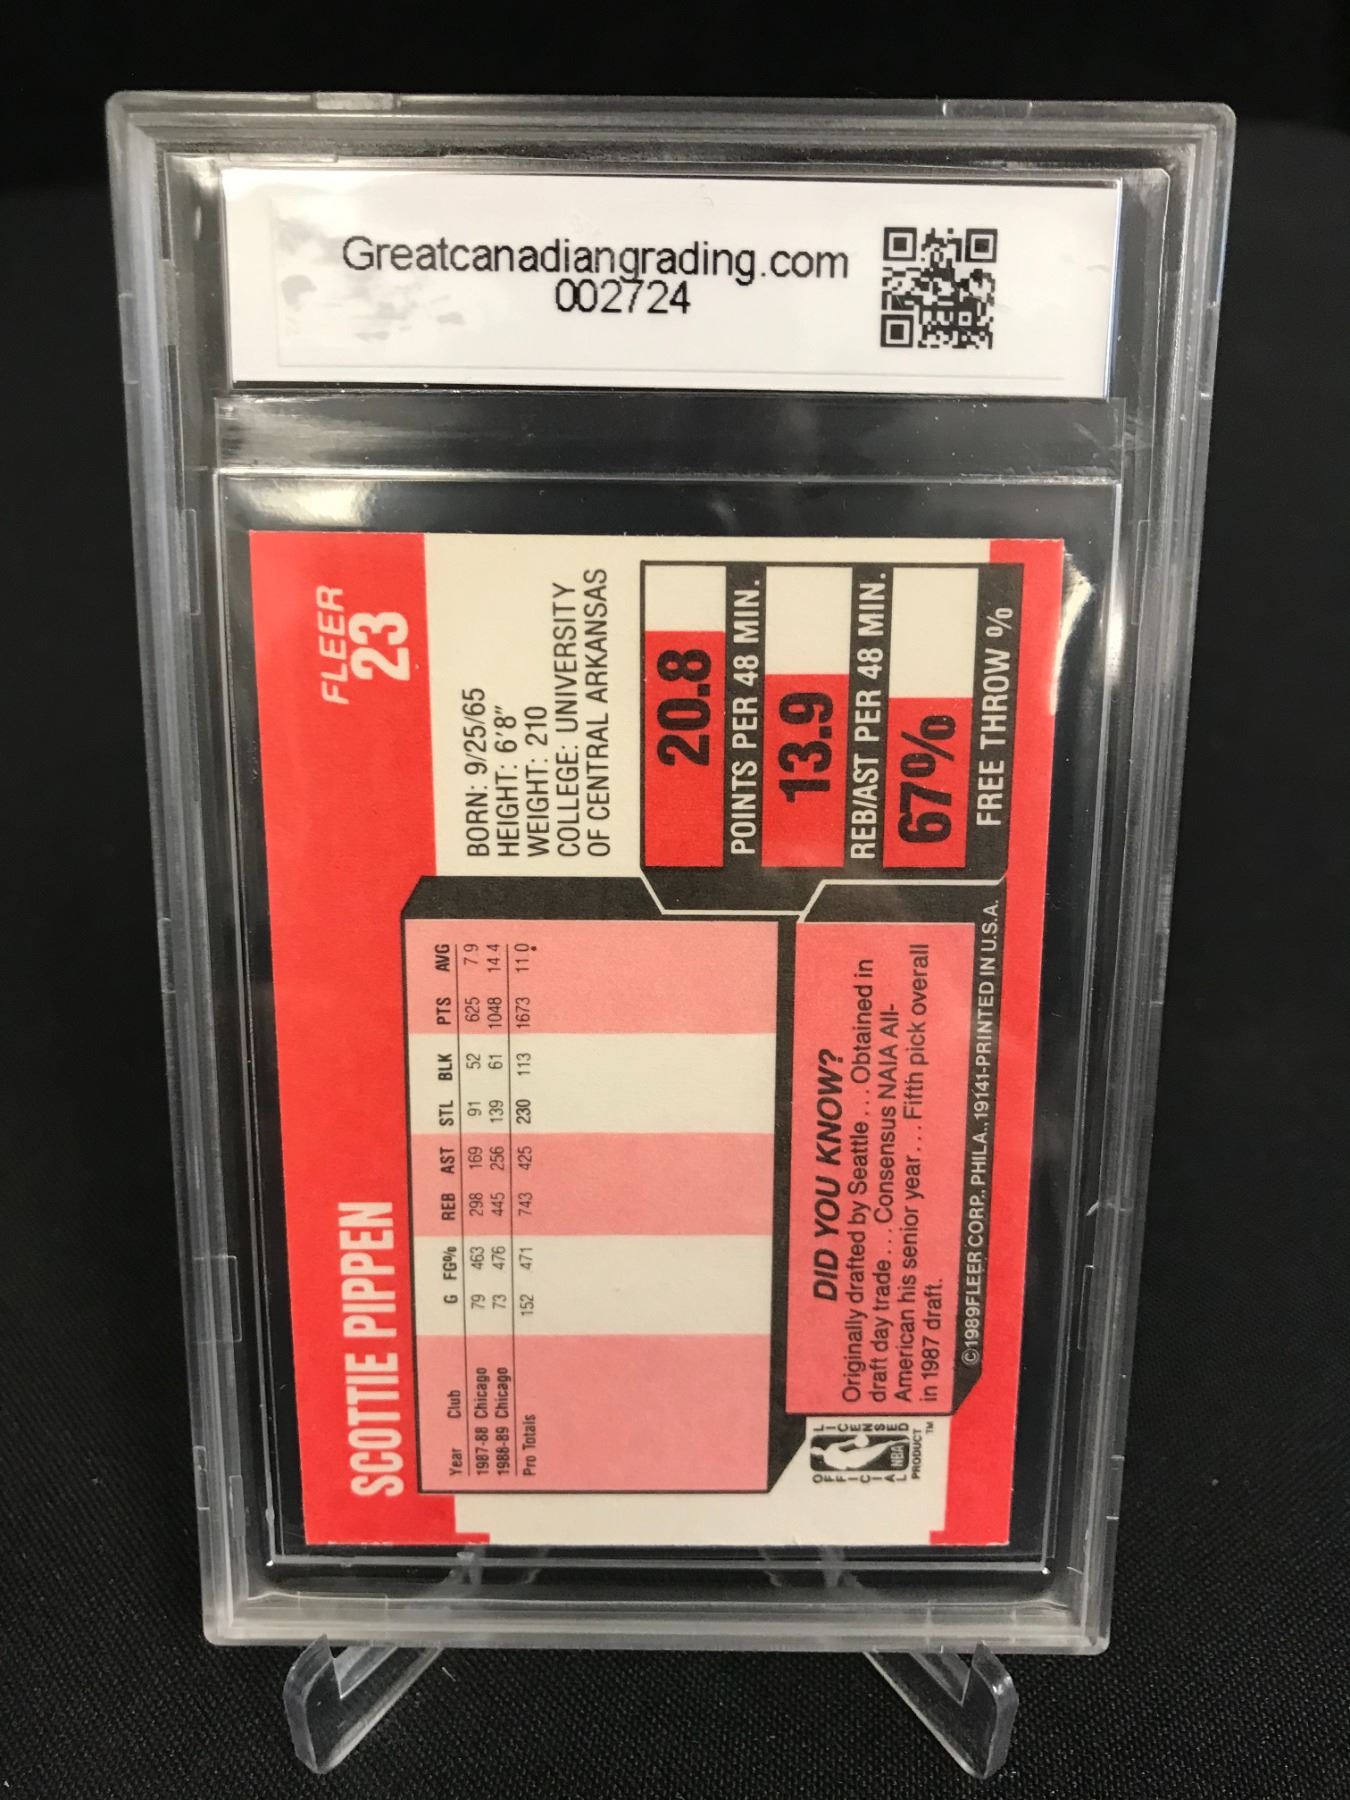 Greatcanadiangrading.com
002724
FLEER
23
SCOTTIE PIPPEN
BORN: 9/25/65
HEIGHT: 6'8"
WEIGHT: 210
COLLEGE: UNIVERSITY
OF CENTRAL ARKANSAS
Year Club G FG% REB AST STL BLK PTS AVG
1987-88 Chicago 79 463 298 169 91 52 625 7.9
1988-89 Chicago 73 476 445 256 139 61 1048 14.4
Pro Totals 152 471 743 425 230 113 1673 11.0
20.8
POINTS PER 48 MIN.
13.9
REB/AST PER 48 MIN.
67%
FREE THROW %
DID YOU KNOW?
Originally drafted by Seattle . . . Obtained in
draft day trade . . . Consensus NAIA All-
American his senior year . . . Fifth pick overall
in 1987 draft.
OFFICIAL LICENSED
NBA
PRODUCT TM
©1989 FLEER CORP., PHILA., 19141-PRINTED IN U.S.A.